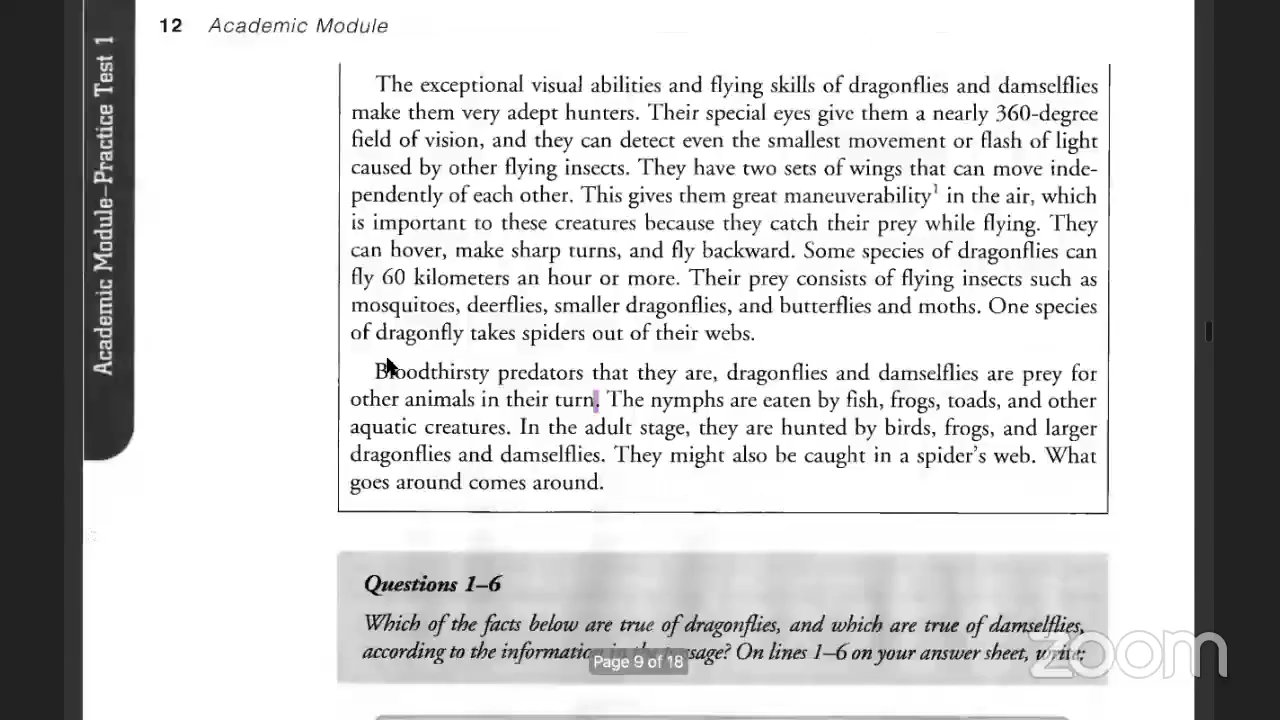 12 Academic Module
Academic Module–Practice Test 1
The exceptional visual abilities and flying skills of dragonflies and damselflies
make them very adept hunters. Their special eyes give them a nearly 360-degree
field of vision, and they can detect even the smallest movement or flash of light
caused by other flying insects. They have two sets of wings that can move inde-
pendently of each other. This gives them great maneuverability¹ in the air, which
is important to these creatures because they catch their prey while flying. They
can hover, make sharp turns, and fly backward. Some species of dragonflies can
fly 60 kilometers an hour or more. Their prey consists of flying insects such as
mosquitoes, deerflies, smaller dragonflies, and butterflies and moths. One species
of dragonfly takes spiders out of their webs.
Bloodthirsty predators that they are, dragonflies and damselflies are prey for
other animals in their turn. The nymphs are eaten by fish, frogs, toads, and other
aquatic creatures. In the adult stage, they are hunted by birds, frogs, and larger
dragonflies and damselflies. They might also be caught in a spider's web. What
goes around comes around.
Questions 1–6
Which of the facts below are true of dragonflies, and which are true of damselflies,
according to the information in the passage? On lines 1–6 on your answer sheet, write:
Page 9 of 18
zoom